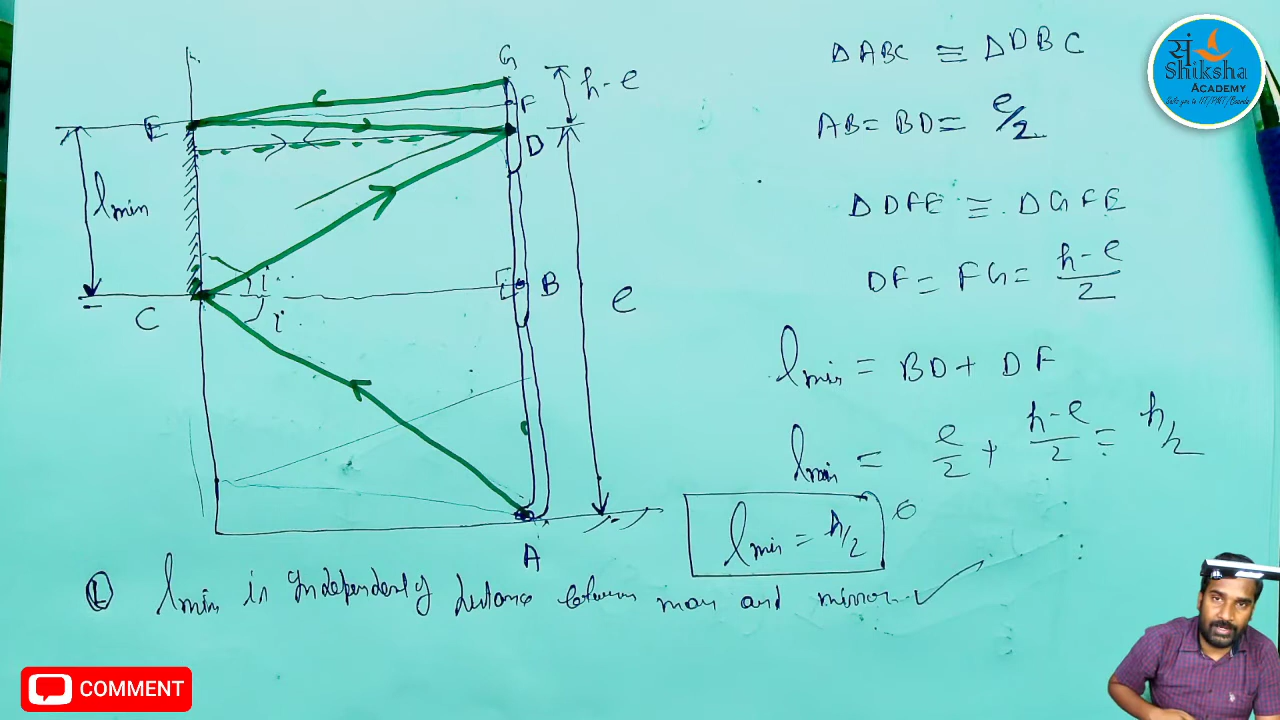 ΔABC ≅ ΔDBC
AB = BD = e/2
ΔDFE ≅ ΔGFE
DF = FG = h-e/2
lmin = BD + DF
lmin = e/2 + h-e/2 = h/2
lmin = h/2
G
h-e
F
E
D
lmin
i
B
e
C
i
A
② lmin is Independent of distance between man and mirror
सं
Shiksha
ACADEMY
COMMENT